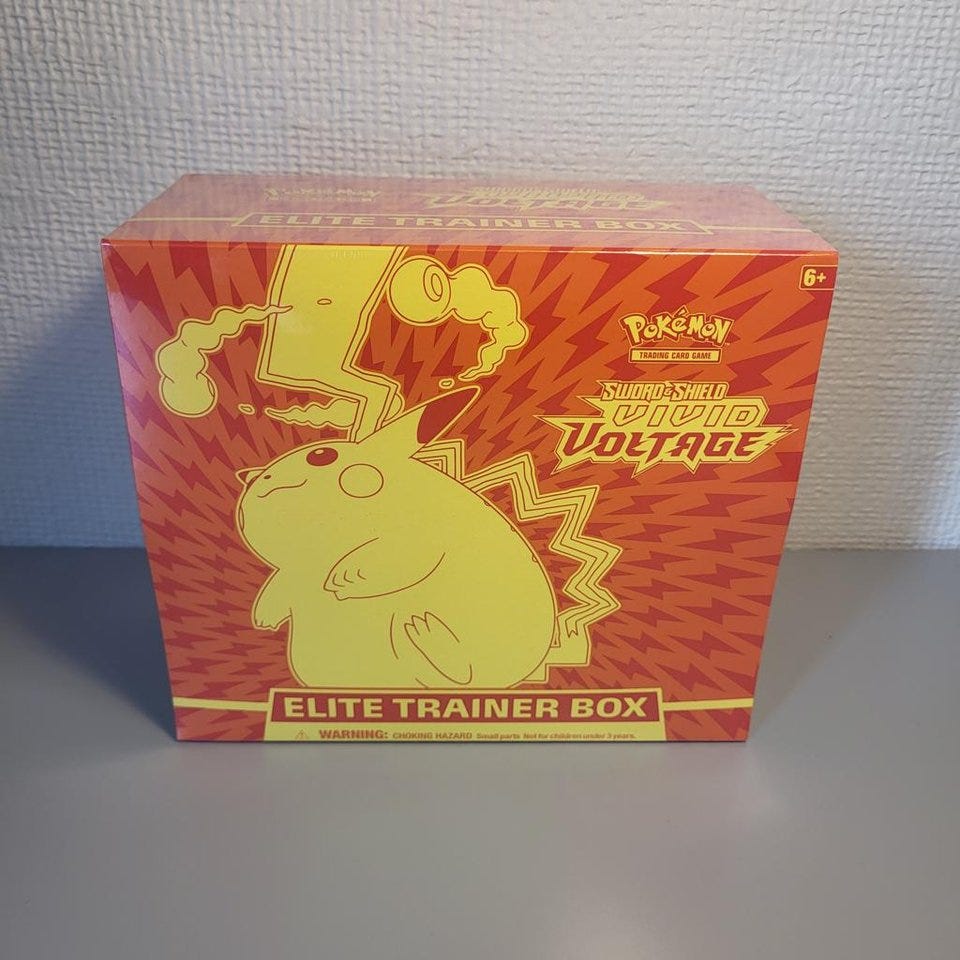 VOLTAGE
ELITE TRAINER BOX
6+
Pokémon
TRADING CARD GAME
SWORD & SHIELD
VIVID
VOLTAGE
ELITE TRAINER BOX
WARNING: CHOKING HAZARD Small parts Not for children under 3 years.